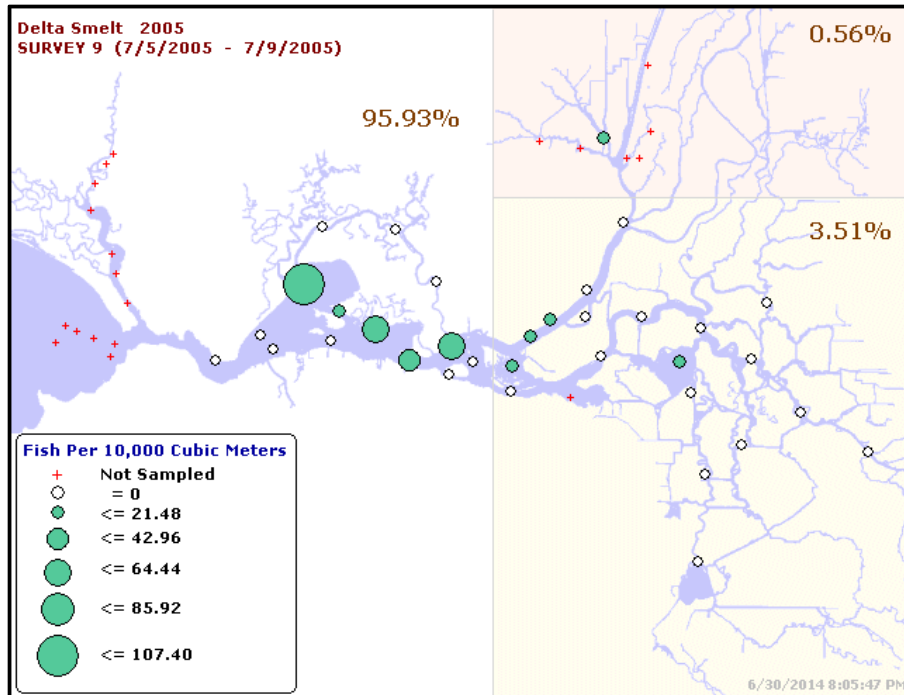 Delta Smelt 2005
SURVEY 9 (7/5/2005 - 7/9/2005)
0.56%
95.93%
3.51%
Fish Per 10,000 Cubic Meters
Not Sampled
= 0
<= 21.48
<= 42.96
<= 64.44
<= 85.92
<= 107.40
6/30/2014 8:05:47 PM